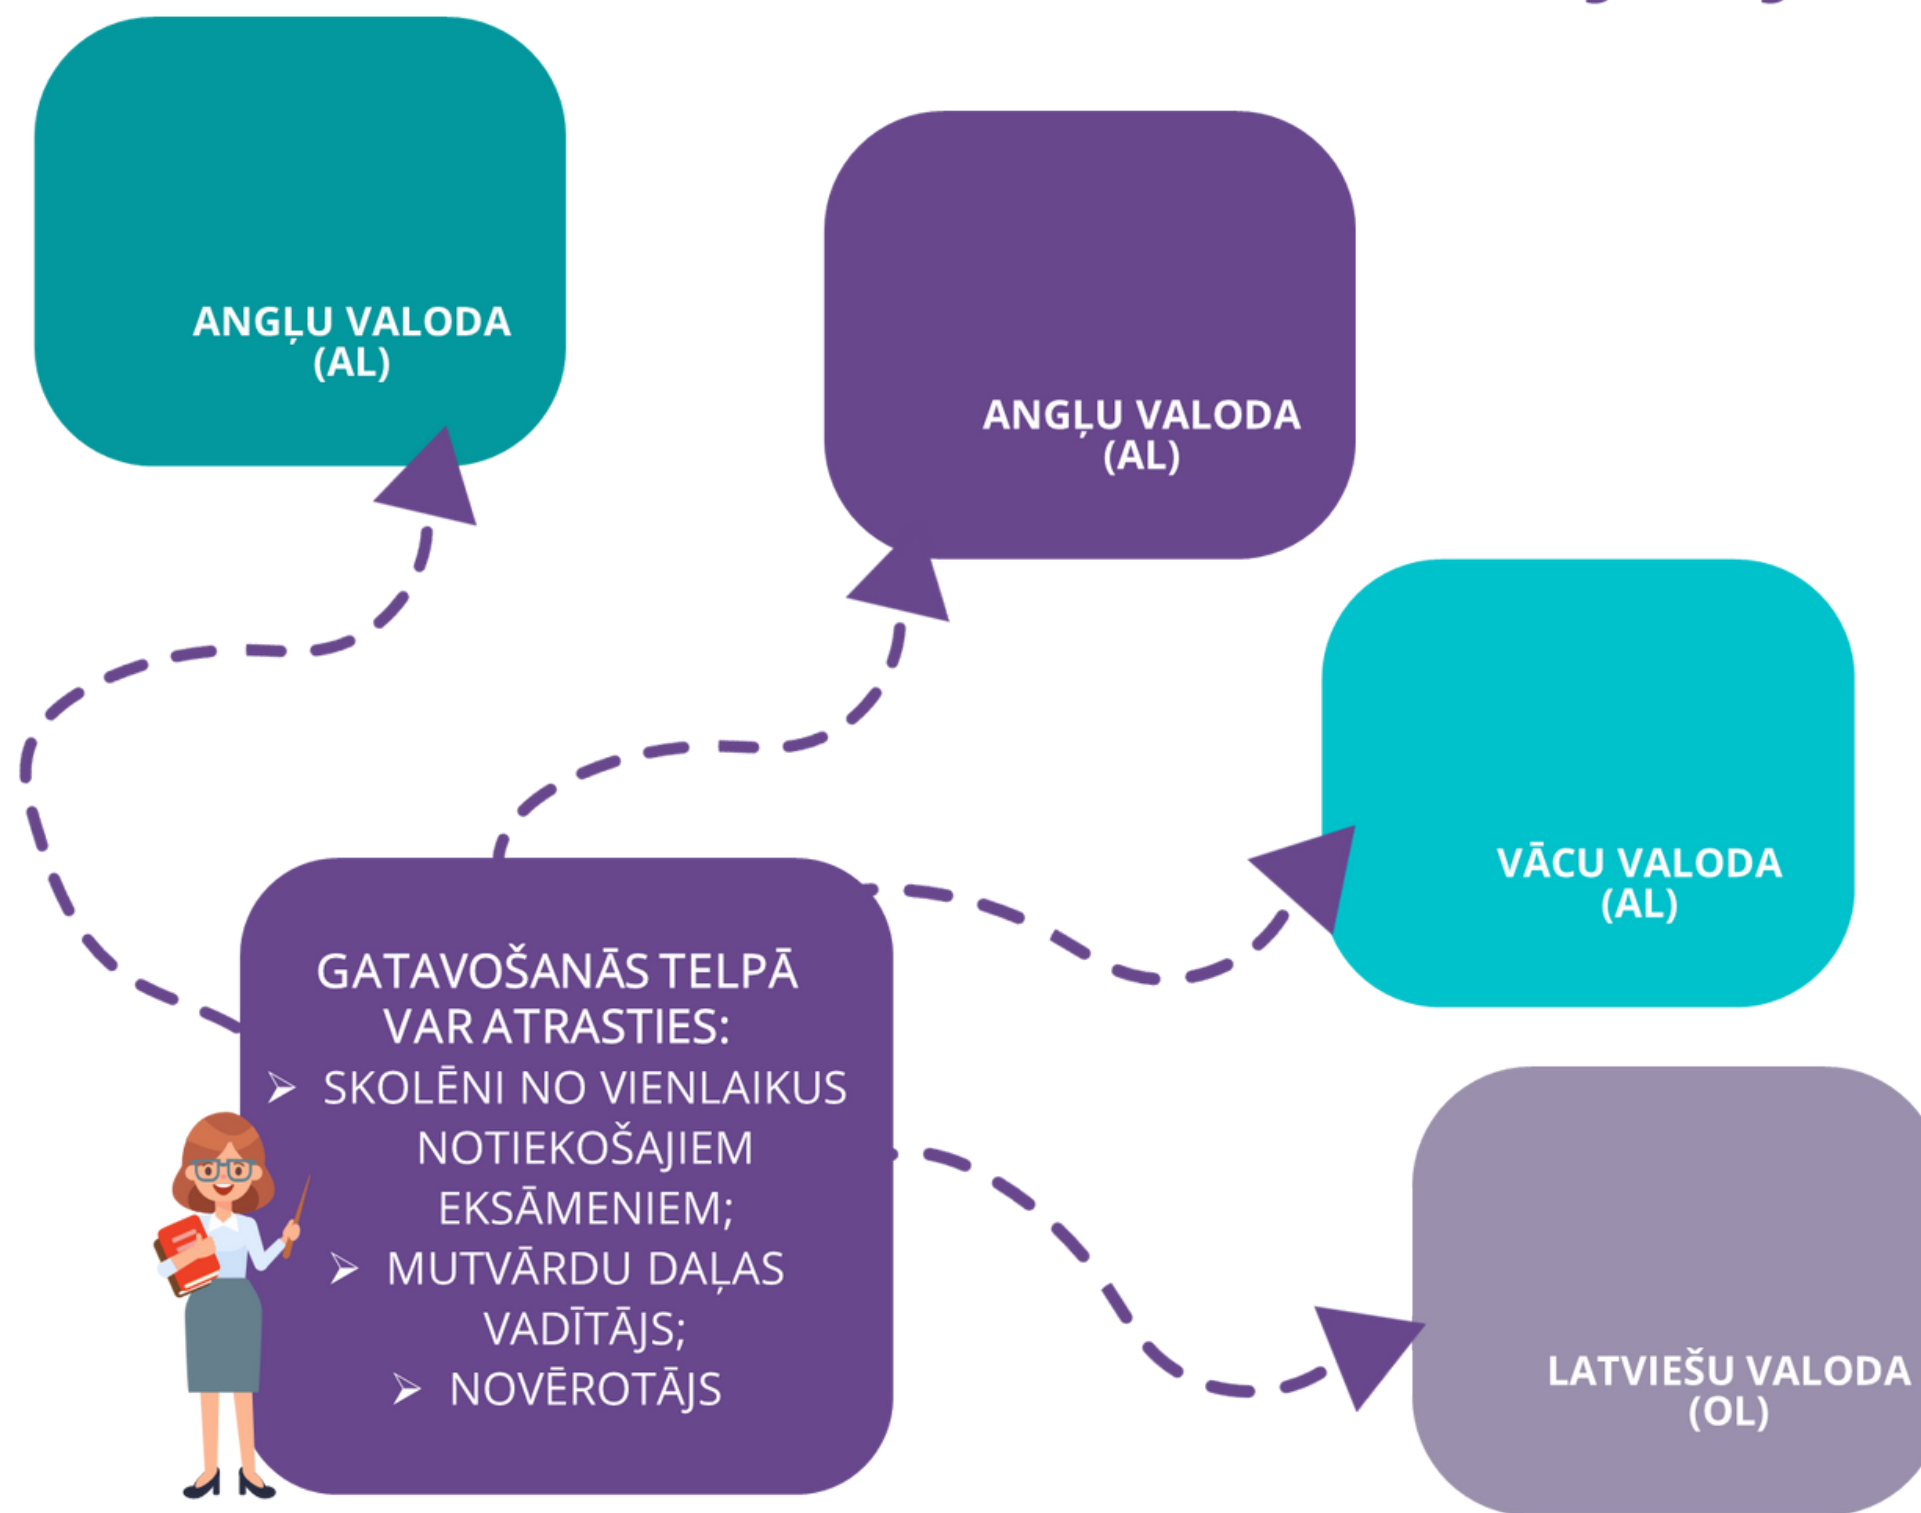 ANGĻU VALODA
(AL)
ANGĻU VALODA
(AL)
VĀCU VALODA
(AL)
GATAVOŠANĀS TELPĀ
VAR ATRASTIES:
➢ SKOLĒNI NO VIENLAIKUS
NOTIEKOŠAJIEM
EKSĀMENIEM;
➢ MUTVĀRDU DAĻAS
VADĪTĀJS;
➢ NOVĒROTĀJS
LATVIEŠU VALODA
(OL)